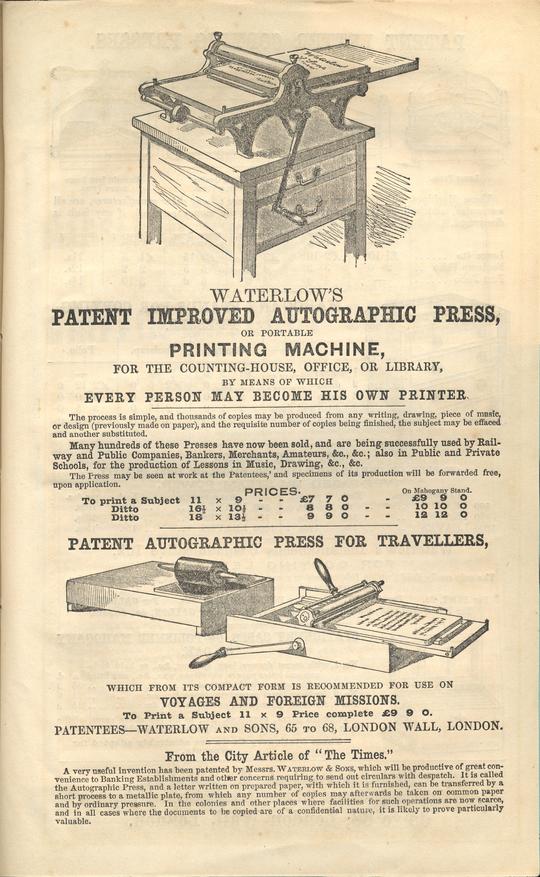 WATERLOW'S
PATENT IMPROVED AUTOGRAPHIC PRESS,
OR PORTABLE
PRINTING MACHINE,
FOR THE COUNTING-HOUSE, OFFICE, OR LIBRARY,
BY MEANS OF WHICH
EVERY PERSON MAY BECOME HIS OWN PRINTER.
The process is simple, and thousands of copies may be produced from any writing, drawing, piece of music,
or design (previously made on paper), and the requisite number of copies being finished, the subject may be effaced
and another substituted.
Many hundreds of these Presses have now been sold, and are being successfully used by Rail-
way and Public Companies, Bankers, Merchants, Amateurs, &c., &c.; also in Public and Private
Schools, for the production of Lessons in Music, Drawing, &c., &c.
The Press may be seen at work at the Patentees,' and specimens of its production will be forwarded free,
upon application.
PRICES. On Mahogany Stand.
To print a Subject 11 × 9 - - £7 7 0 - £9 9 0
Ditto 16½ × 10½ - - 8 8 0 - - 10 10 0
Ditto 18 × 13½ - - 9 9 0 - - 12 12 0
PATENT AUTOGRAPHIC PRESS FOR TRAVELLERS,
WHICH FROM ITS COMPACT FORM IS RECOMMENDED FOR USE ON
VOYAGES AND FOREIGN MISSIONS.
To Print a Subject 11 × 9 Price complete £9 9 0.
PATENTEES—WATERLOW AND SONS, 65 TO 68, LONDON WALL, LONDON.
From the City Article of "The Times."
A very useful Invention has been patented by Messrs. WATERLOW & SONS, which will be productive of great con-
venience to Banking Establishments and other concerns requiring to send out circulars with despatch. It is called
the Autographic Press, and a letter written on prepared paper, with which it is furnished, can be transferred by a
short process to a metallic plate, from which any number of copies may afterwards be taken on common paper
and by ordinary pressure. In the colonies and other places where facilities for such operations are now scarce,
and in all cases where the documents to be copied are of a confidential nature, it is likely to prove particularly
valuable.